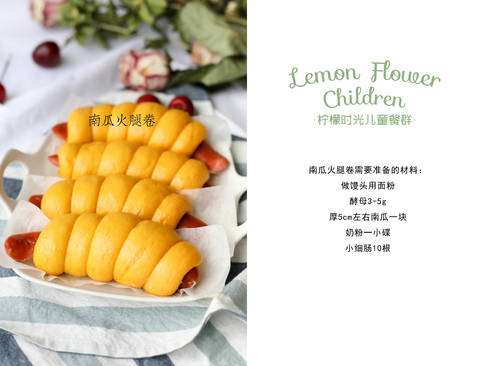 南瓜火腿卷
Lemon Flower
Children
·柠檬时光儿童餐群·
南瓜火腿卷需要准备的材料：
做馒头用面粉
酵母3-5g
厚5cm左右南瓜一块
奶粉一小碟
小细肠10根